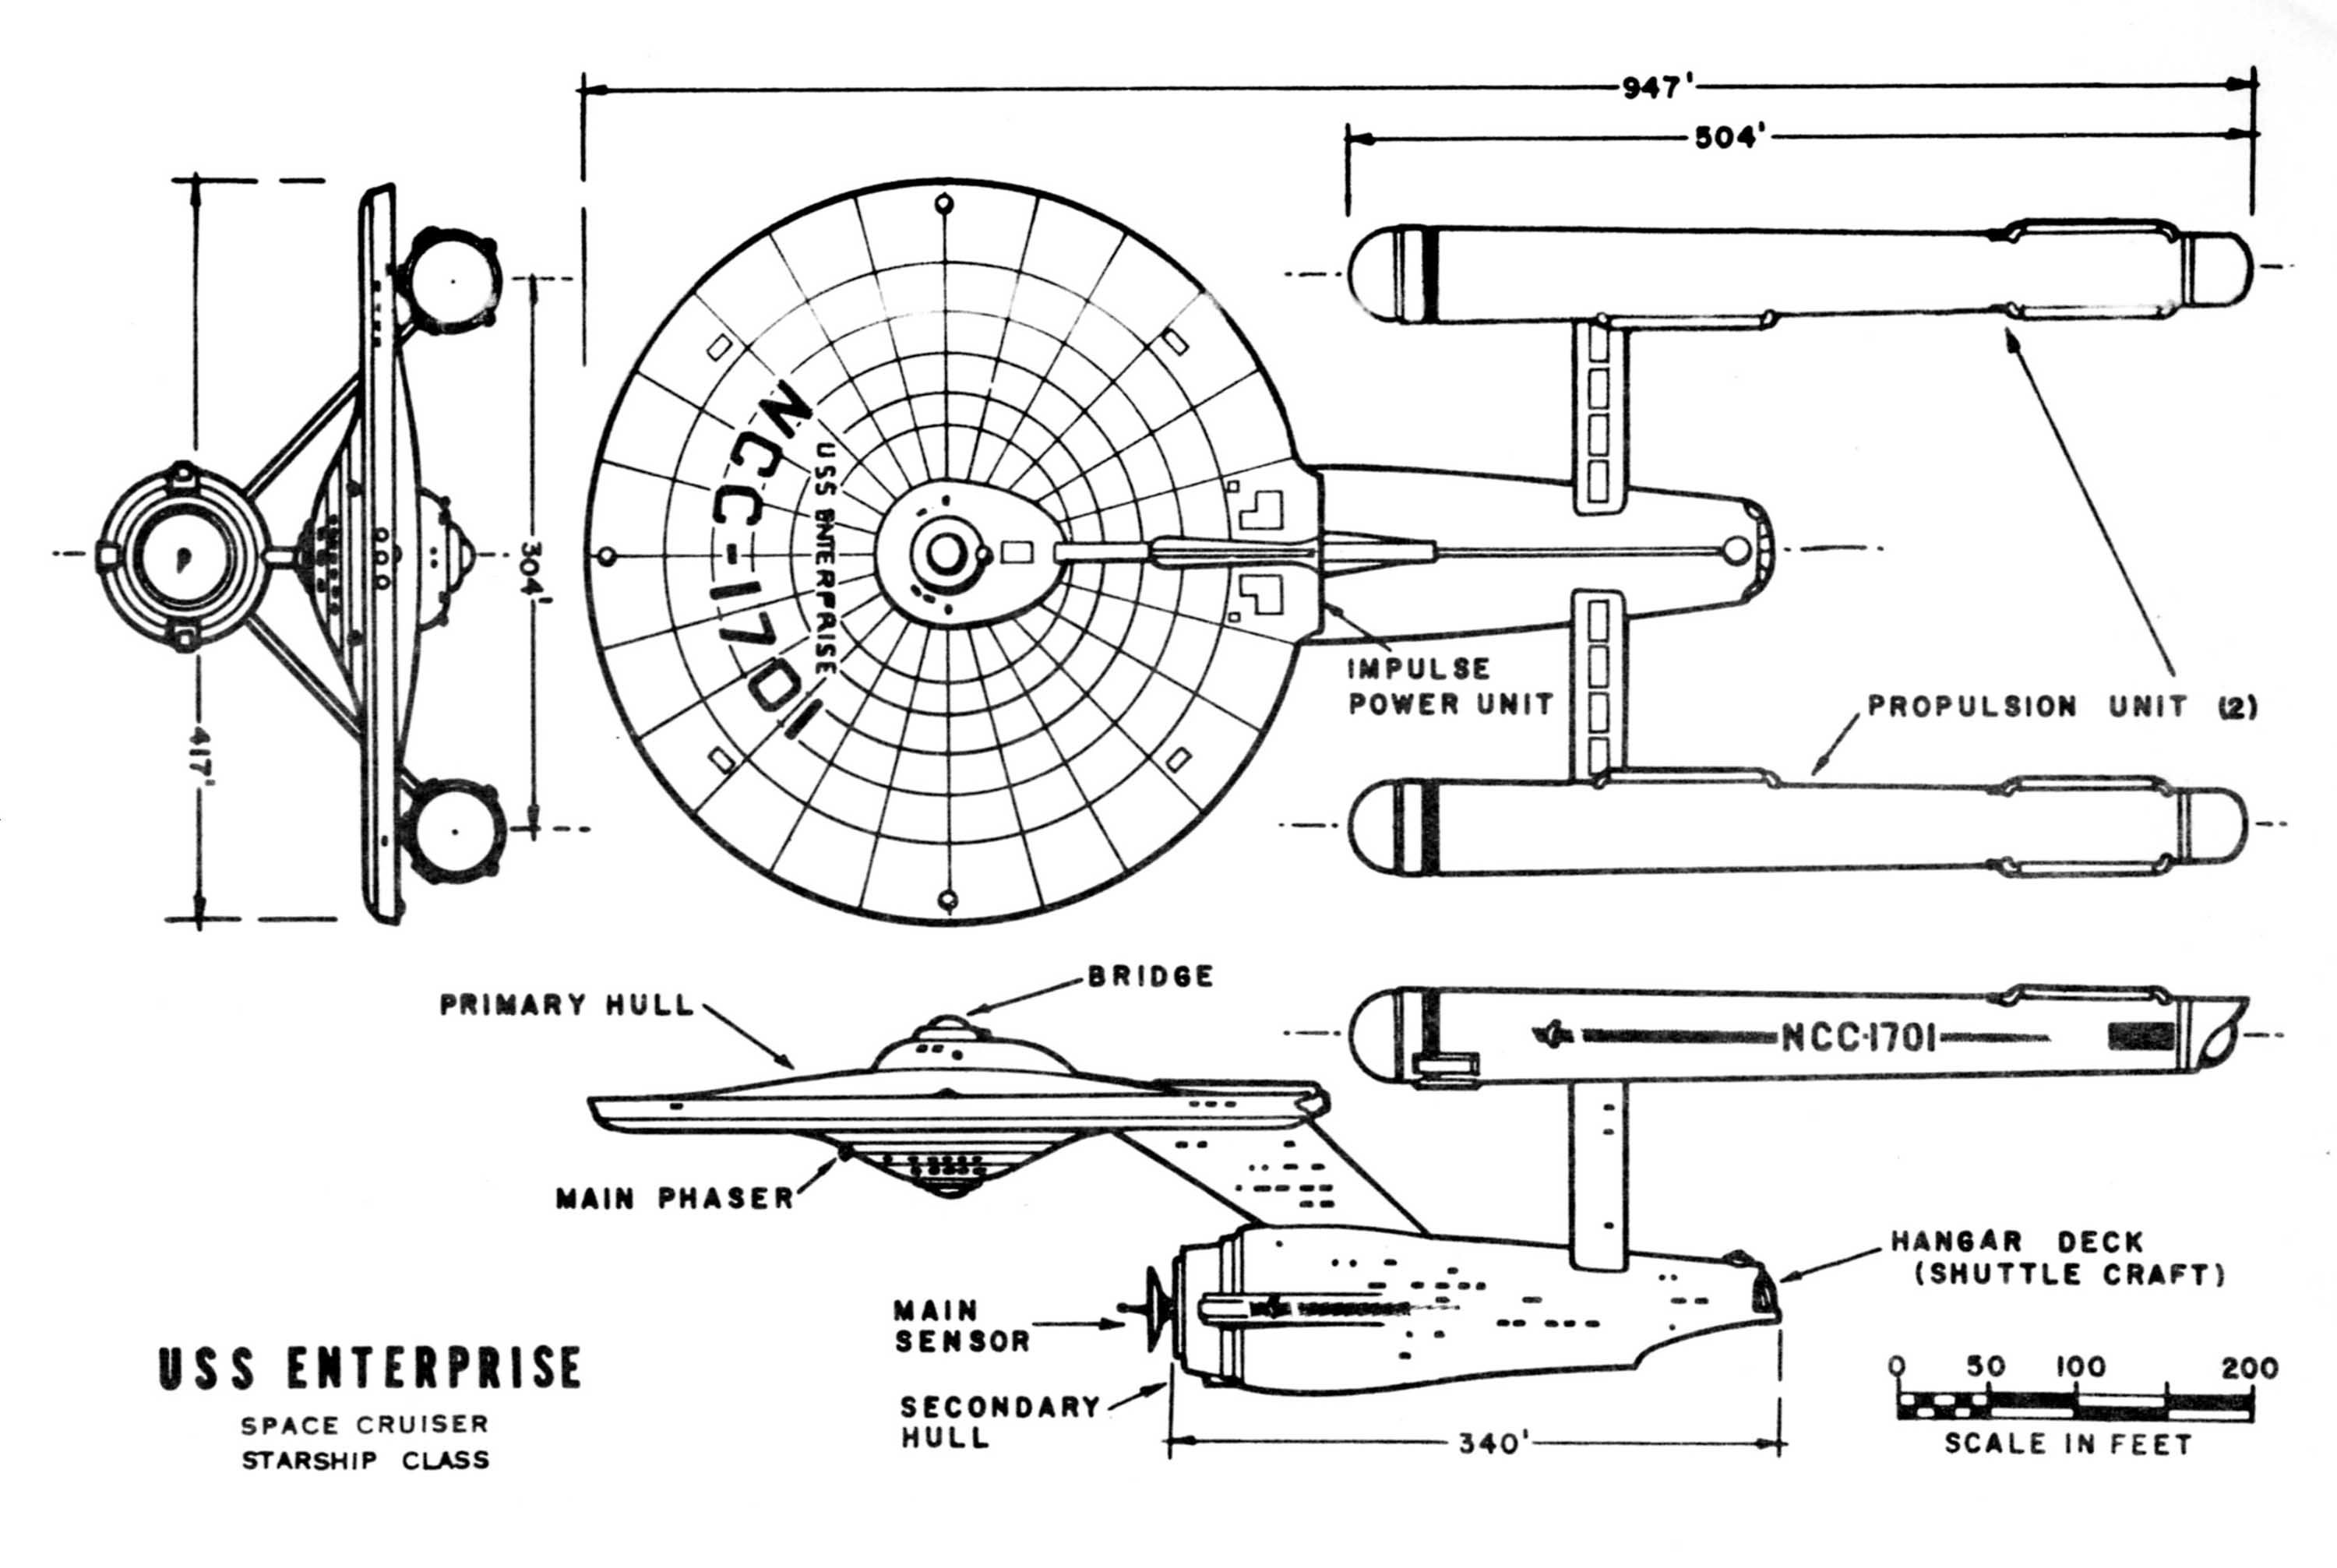 947'
504'
304'
417'
NCC-1701
USS ENTERPRISE
IMPULSE
POWER UNIT
PROPULSION UNIT (2)
BRIDGE
PRIMARY HULL
NCC-1701
MAIN PHASER
HANGAR DECK
(SHUTTLE CRAFT)
MAIN
SENSOR
SECONDARY
HULL
340'
0 50 100 200
SCALE IN FEET
USS ENTERPRISE
SPACE CRUISER
STARSHIP CLASS